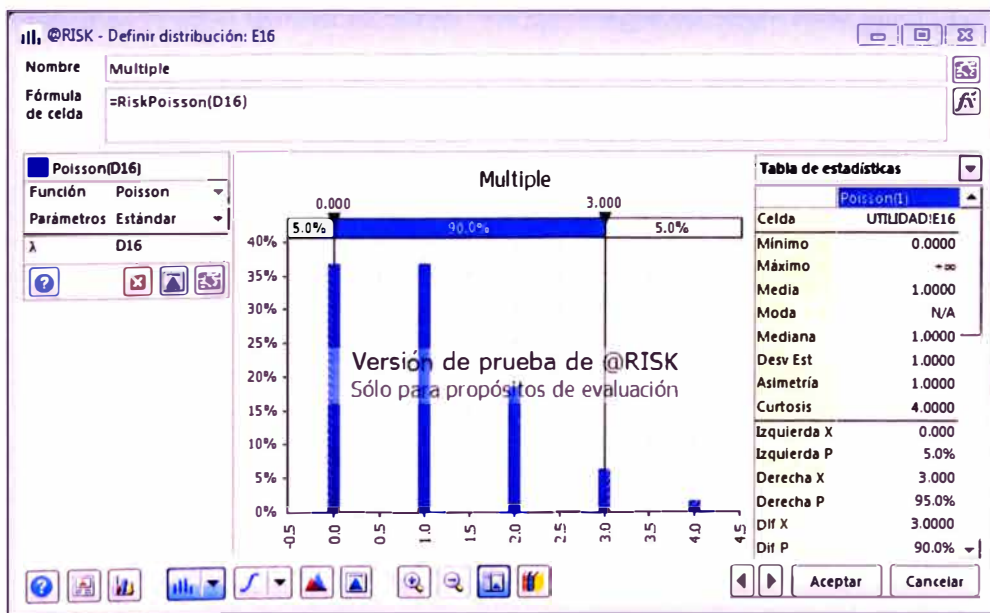 @RISK - Definir distribución: E16
Nombre
Multiple
Fórmula de celda
=RiskPoisson(D16)
Poisson(D16)
Función Poisson
Parámetros Estándar
λ D16
Multiple
0.000 3.000
5.0% 90.0% 5.0%
40%
35%
30%
25%
20%
15%
10%
5%
0%
Versión de prueba de @RISK
Sólo para propósitos de evaluación
-0.5 0.0 0.5 1.0 1.5 2.0 2.5 3.0 3.5 4.0 4.5
Tabla de estadísticas
Poisson(1)
Celda UTILIDAD!E16
Mínimo 0.0000
Máximo +∞
Media 1.0000
Moda N/A
Mediana 1.0000
Desv Est 1.0000
Asimetría 1.0000
Curtosis 4.0000
Izquierda X 0.000
Izquierda P 5.0%
Derecha X 3.000
Derecha P 95.0%
Dif X 3.0000
Dif P 90.0%
Aceptar Cancelar